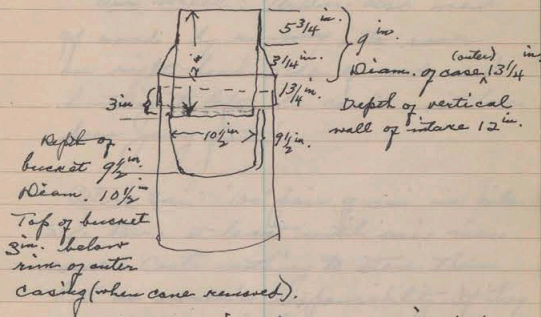 5 3/4 in.
9 in.
3 1/4 in.
(outer)
Diam. of case 13 1/4 in.
13 1/4 in.
3 in
Depth of vertical
wall of intake 12 in.
10 1/2 in
9 1/2 in.
Depth of
bucket 9 1/2 in.
Diam. 10 1/2 in
Top of bucket
3 in. below
rim of outer
casing (when cone removed).